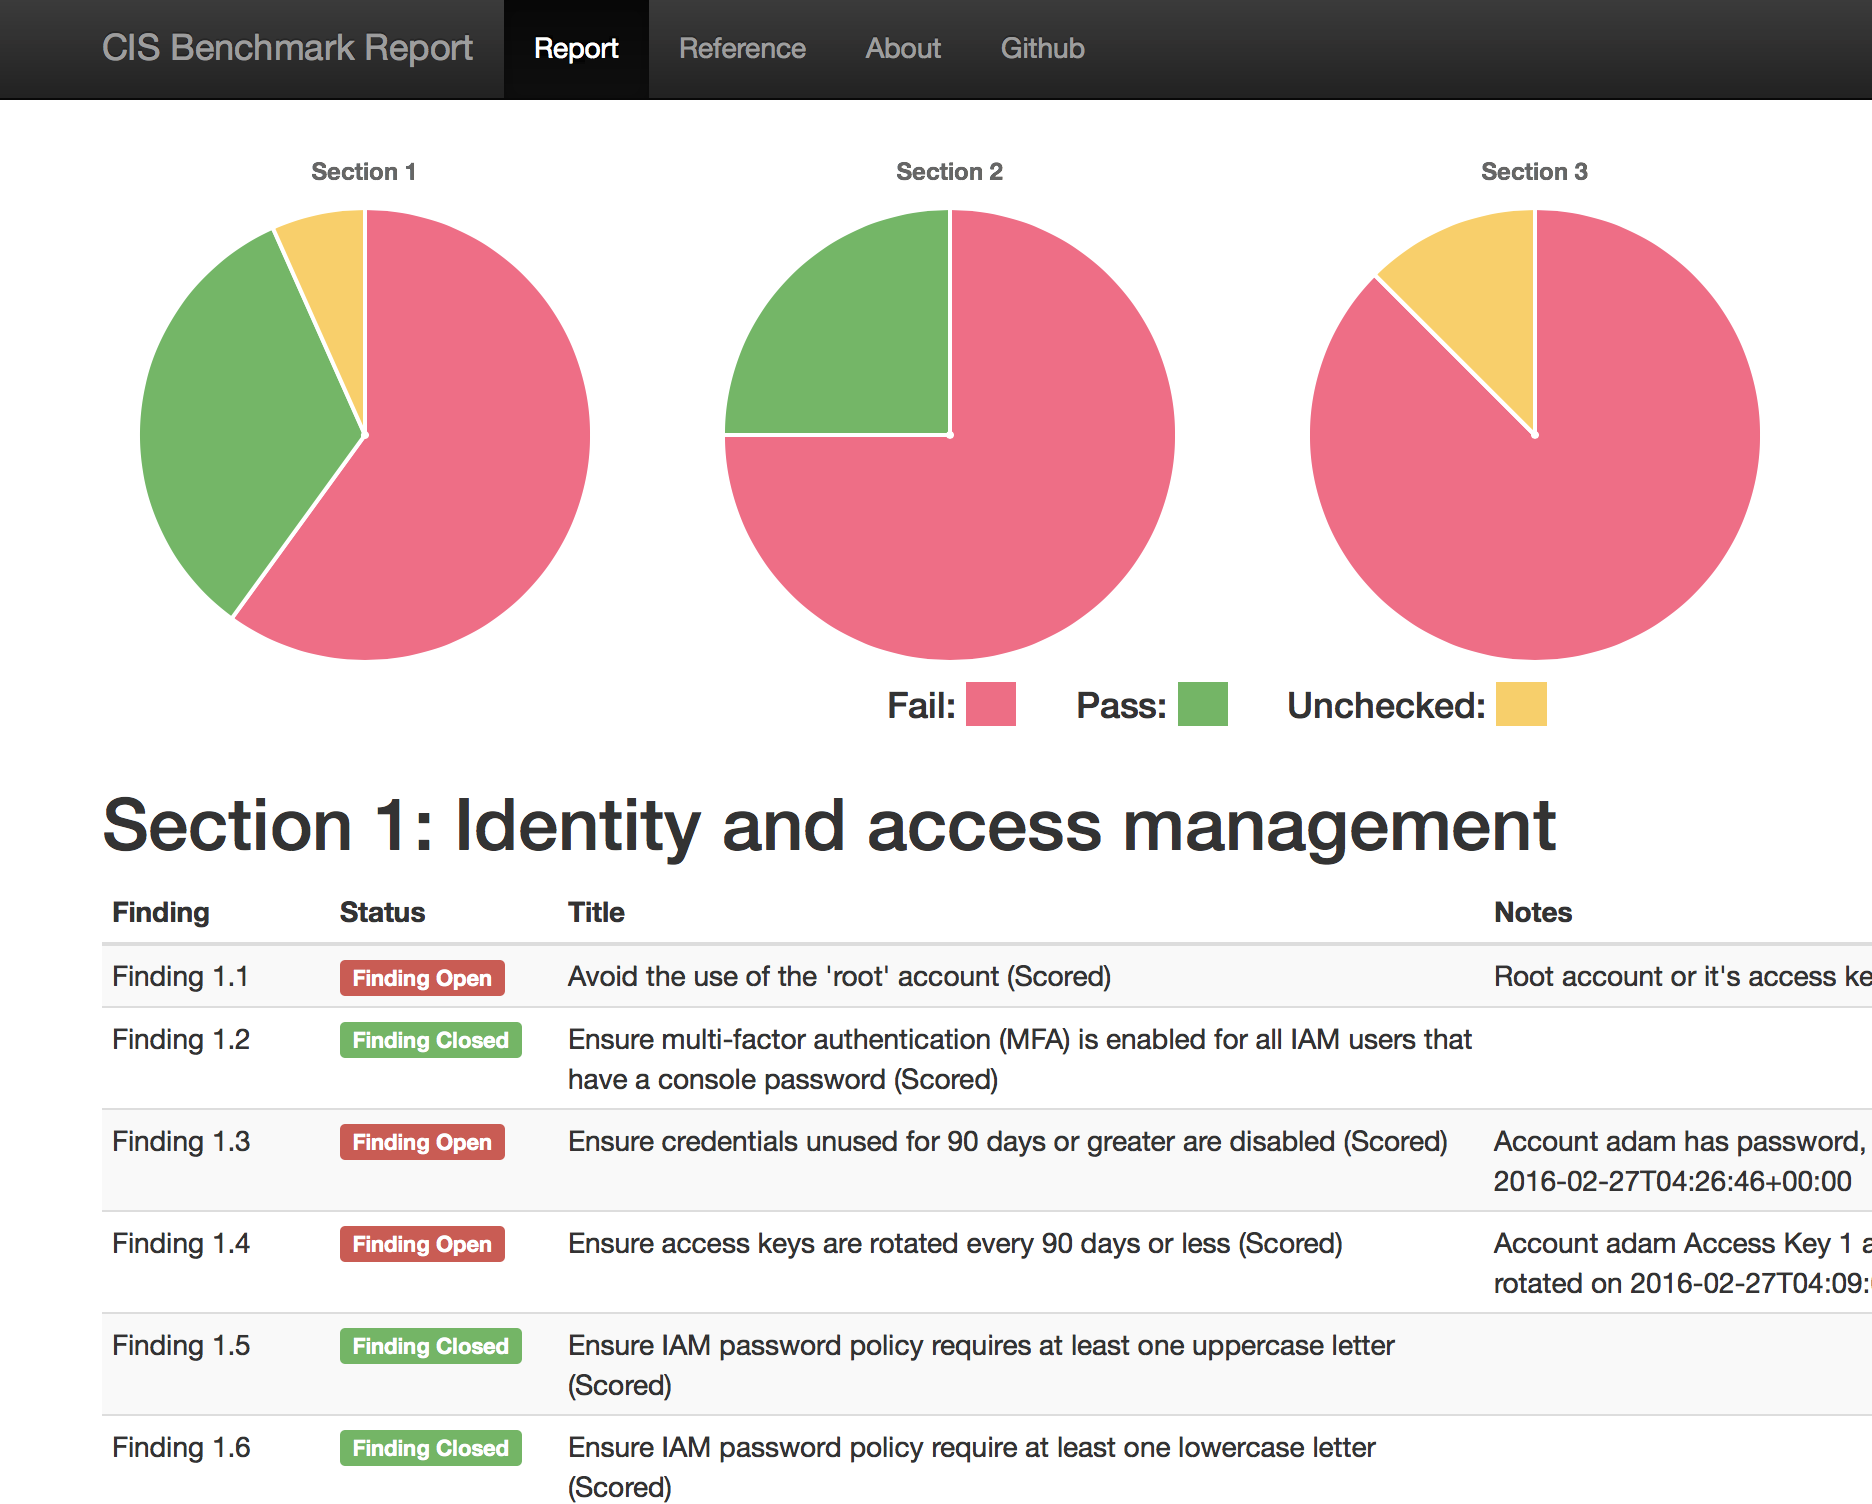 CIS Benchmark Report Report Reference About Github
Section 1 Section 2 Section 3
Fail: Pass: Unchecked:
Section 1: Identity and access management
Finding Status Title Notes
Finding 1.1 Finding Open Avoid the use of the 'root' account (Scored) Root account or it's access
Finding 1.2 Finding Closed Ensure multi-factor authentication (MFA) is enabled for all IAM users that
have a console password (Scored)
Finding 1.3 Finding Open Ensure credentials unused for 90 days or greater are disabled (Scored) Account adam has password,
2016-02-27T04:26:46+00:00
Finding 1.4 Finding Open Ensure access keys are rotated every 90 days or less (Scored) Account adam Access Key 1
rotated on 2016-02-27T04:09:
Finding 1.5 Finding Closed Ensure IAM password policy requires at least one uppercase letter
(Scored)
Finding 1.6 Finding Closed Ensure IAM password policy require at least one lowercase letter
(Scored)